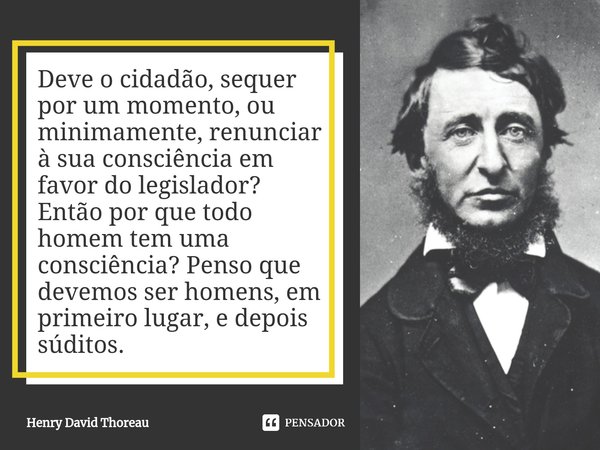 Deve o cidadão, sequer
por um momento, ou
minimamente, renunciar
à sua consciência em
favor do legislador?
Então por que todo
homem tem uma
consciência? Penso que
devemos ser homens, em
primeiro lugar, e depois
súditos.
Henry David Thoreau
PENSADOR